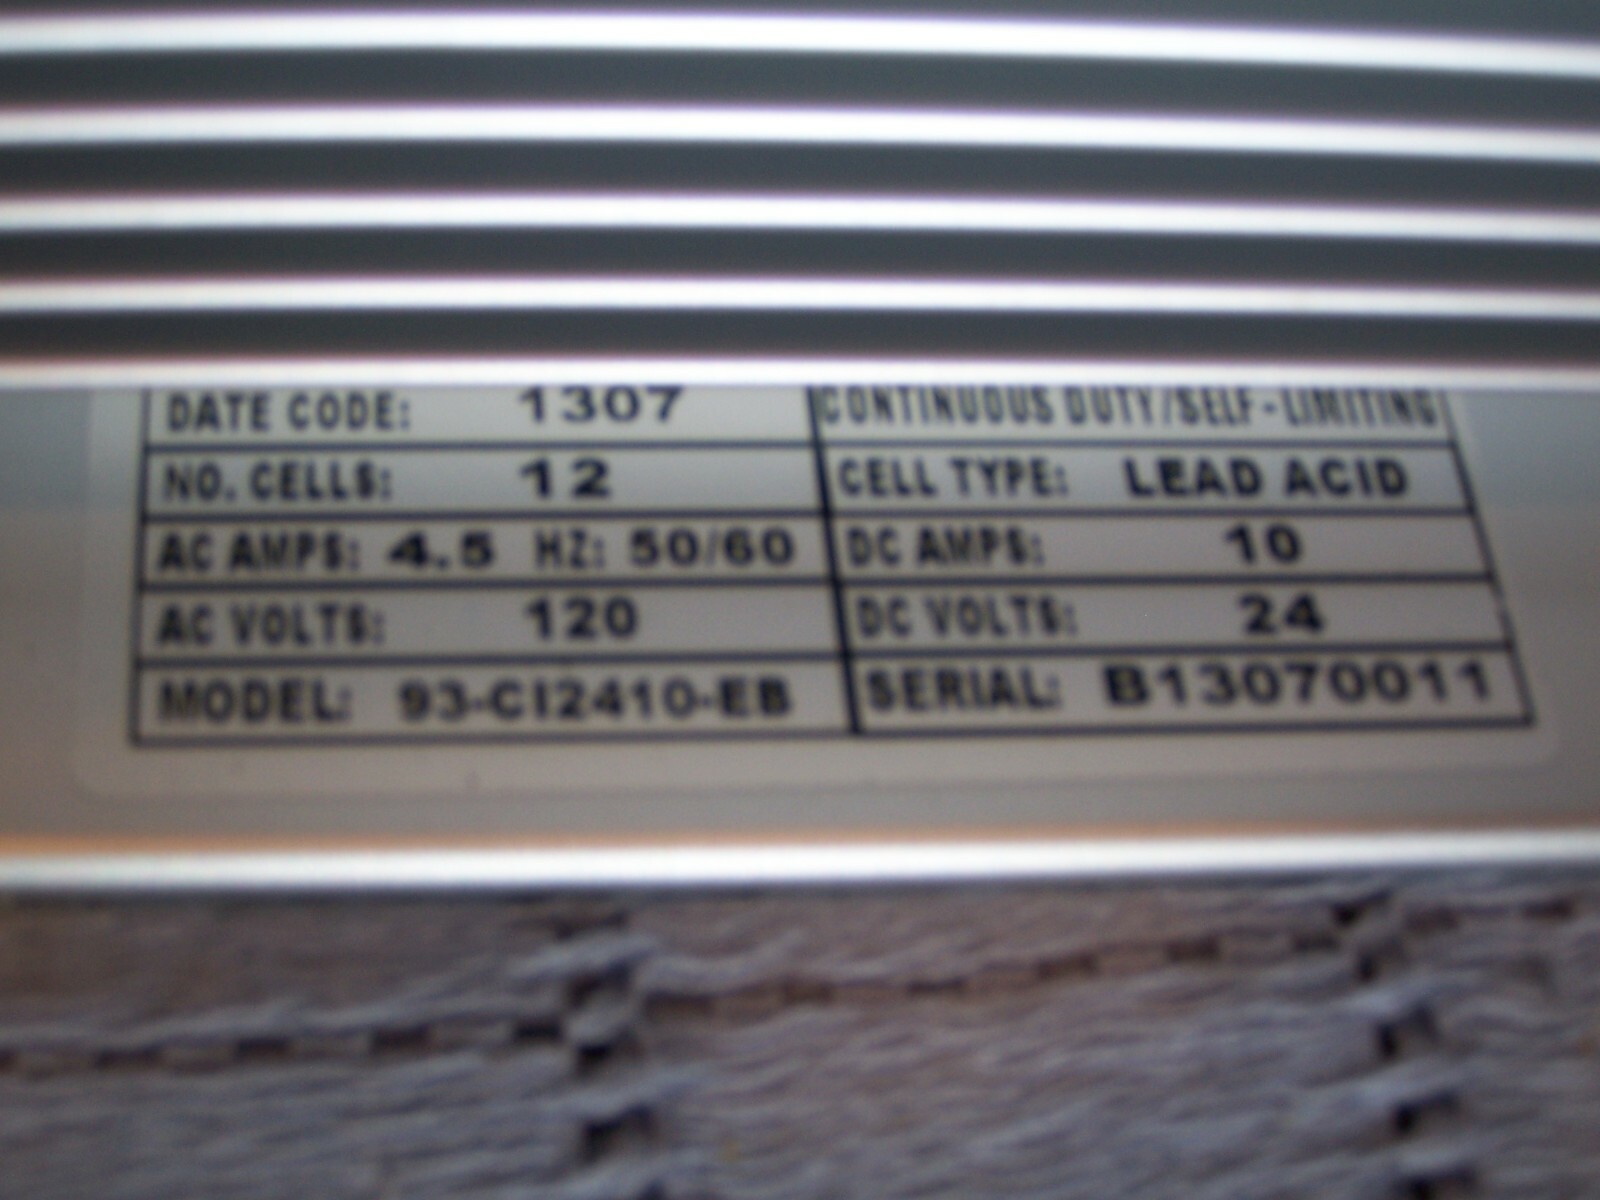 DATE CODE: 1307 CONTINUOUS DUTY/SELF-LIMITING
NO. CELLS: 12 CELL TYPE: LEAD ACID
AC AMPS: 4.5 HZ: 50/60 DC AMPS: 10
AC VOLTS: 120 DC VOLTS: 24
MODEL: 93-CI2410-EB SERIAL: B13070011